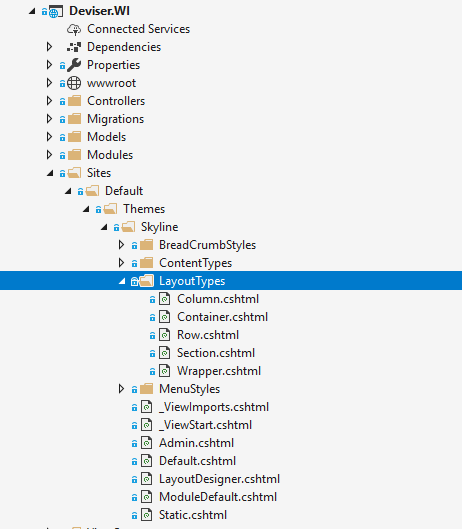 Deviser.WI
Connected Services
Dependencies
Properties
wwwroot
Controllers
Migrations
Models
Modules
Sites
Default
Themes
Skyline
BreadCrumbStyles
ContentTypes
LayoutTypes
Column.cshtml
Container.cshtml
Row.cshtml
Section.cshtml
Wrapper.cshtml
MenuStyles
_ViewImports.cshtml
_ViewStart.cshtml
Admin.cshtml
Default.cshtml
LayoutDesigner.cshtml
ModuleDefault.cshtml
Static.cshtml